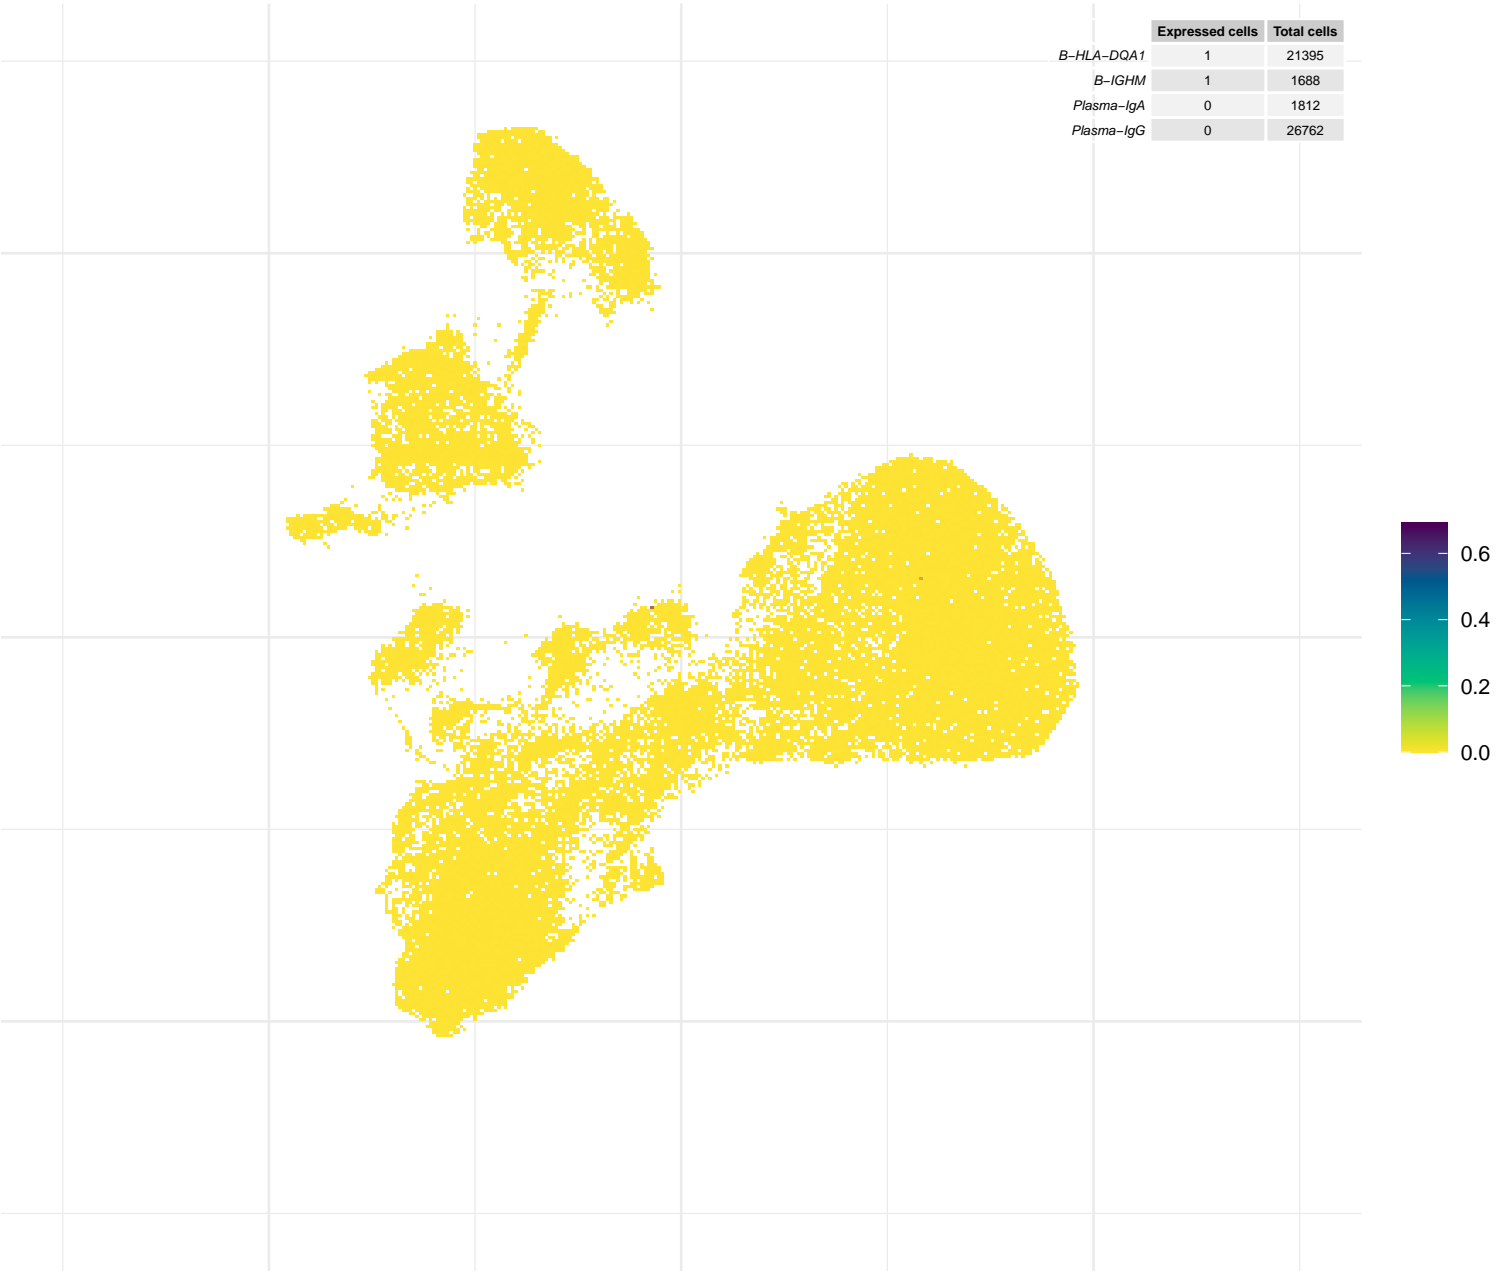 Expressed cells Total cells
B−HLA−DQA1 1 21395
B−IGHM 1 1688
Plasma−IgA 0 1812
Plasma−IgG 0 26762
0.6
0.4
0.2
0.0